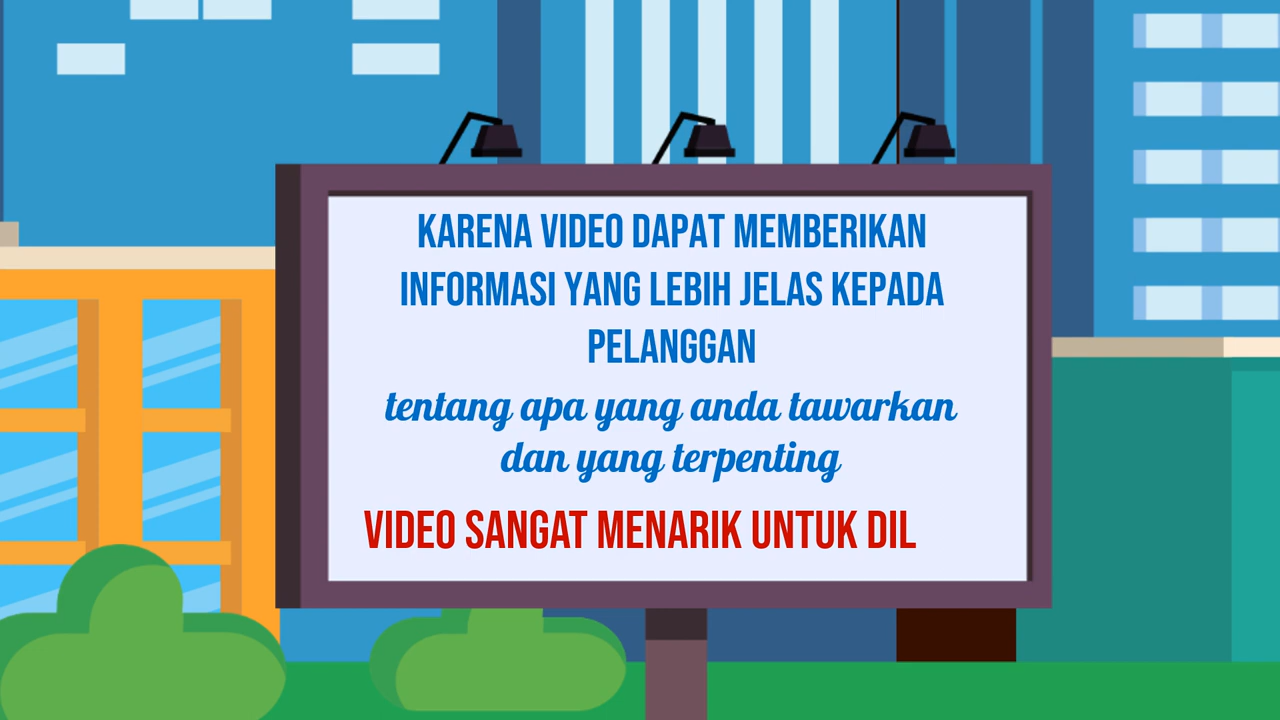 KARENA VIDEO DAPAT MEMBERIKAN
INFORMASI YANG LEBIH JELAS KEPADA
PELANGGAN
tentang apa yang anda tawarkan
dan yang terpenting
VIDEO SANGAT MENARIK UNTUK DIL